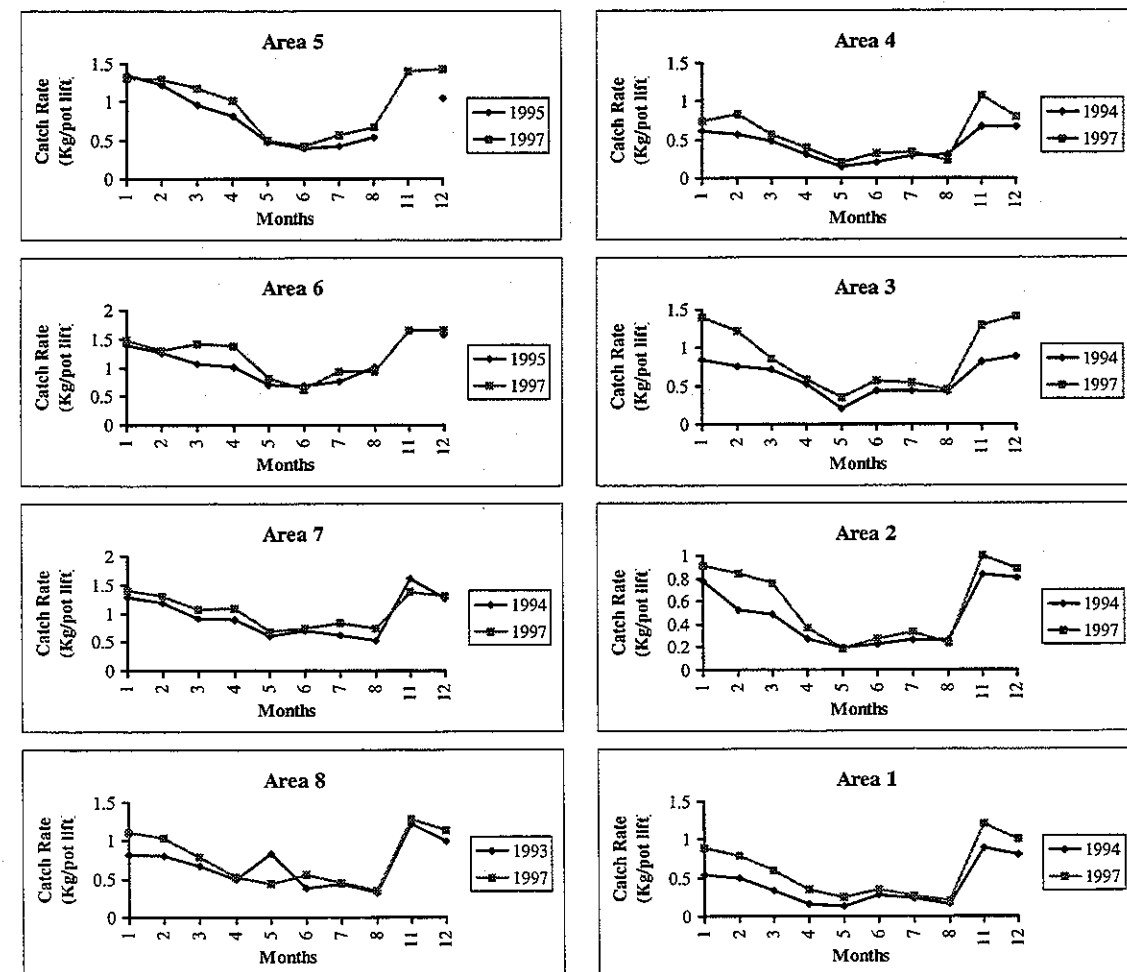 Area 5
Catch Rate
(Kg/pot lift)
1.5
1
0.5
0
1 2 3 4 5 6 7 8 11 12
Months
1995
1997
Area 4
Catch Rate
(Kg/pot lift)
1.5
1
0.5
0
1 2 3 4 5 6 7 8 11 12
Months
1994
1997
Area 6
Catch Rate
(Kg/pot lift)
2
1.5
1
0.5
0
1 2 3 4 5 6 7 8 11 12
Months
1995
1997
Area 3
Catch Rate
(Kg/pot lift)
1.5
1
0.5
0
1 2 3 4 5 6 7 8 11 12
Months
1994
1997
Area 7
Catch Rate
(Kg/pot lift)
2
1.5
1
0.5
0
1 2 3 4 5 6 7 8 11 12
Months
1994
1997
Area 2
Catch Rate
(Kg/pot lift)
1
0.8
0.6
0.4
0.2
0
1 2 3 4 5 6 7 8 11 12
Months
1994
1997
Area 8
Catch Rate
(Kg/pot lift)
1.5
1
0.5
0
1 2 3 4 5 6 7 8 11 12
Months
1993
1997
Area 1
Catch Rate
(Kg/pot lift)
1.5
1
0.5
0
1 2 3 4 5 6 7 8 11 12
Months
1994
1997